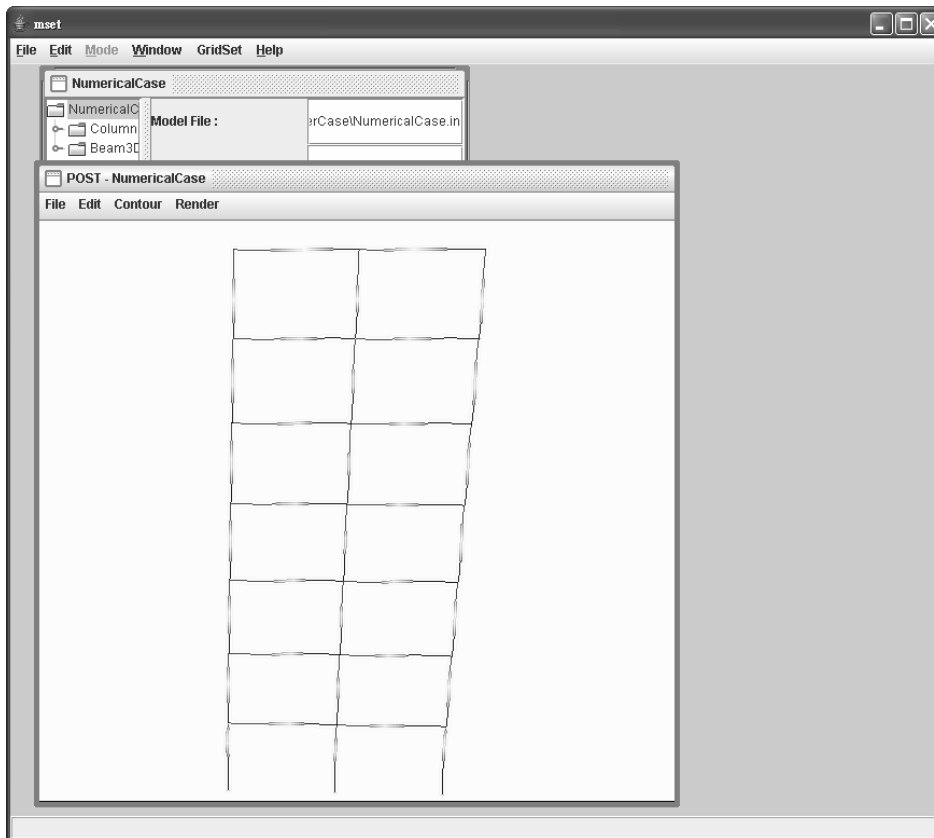 mset
File Edit Mode Window GridSet Help
NumericalCase
NumericalC
Model File : erCase\NumericalCase.in
Column
Beam3D
POST - NumericalCase
File Edit Contour Render